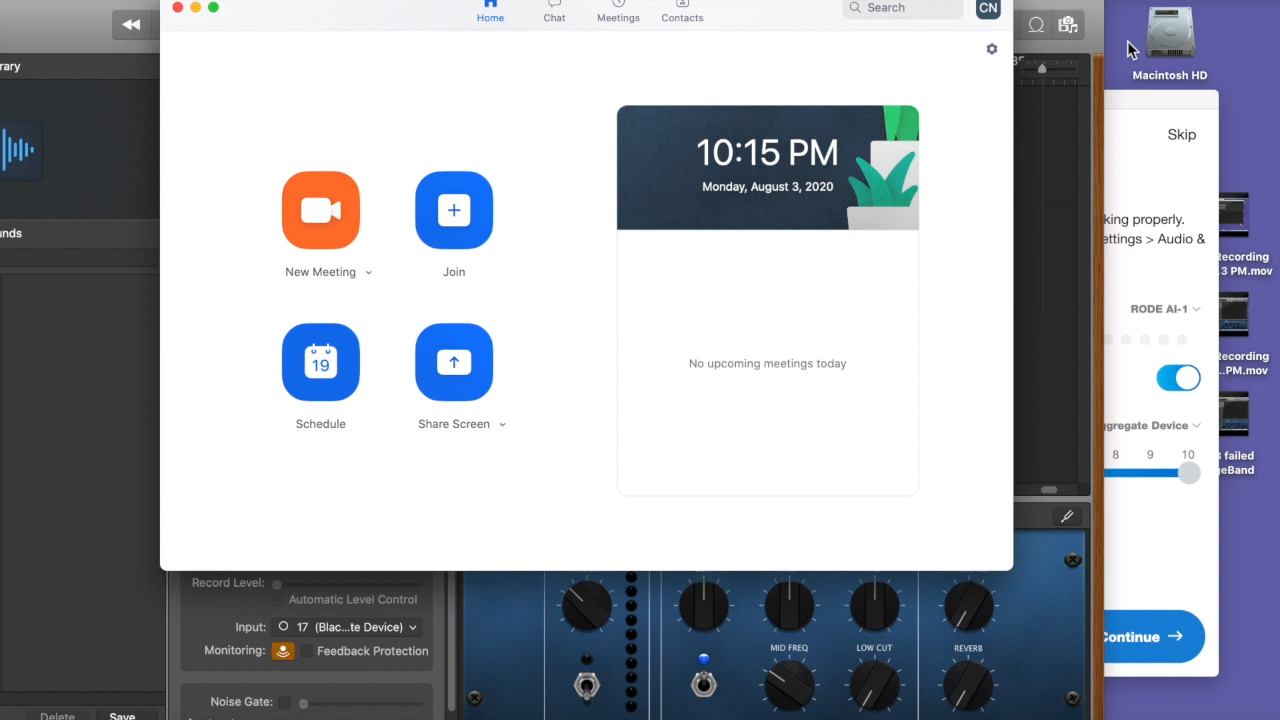 Home
Chat
Meetings
Contacts
Search
CN
rary
Macintosh HD
Skip
10:15 PM
Monday, August 3, 2020
New Meeting
Join
unds
king properly.
ettings > Audio &
Recording
3 PM.mov
RODE AI-1
Recording
..PM.mov
No upcoming meetings today
19
Schedule
Share Screen
ggregate Device
8 9 10
failed
geBand
Record Level:
Automatic Level Control
Input: 17 (Blac...te Device)
Monitoring: Feedback Protection
MID FREQ
LOW CUT
REVERB
Continue
Noise Gate:
Delete
Save